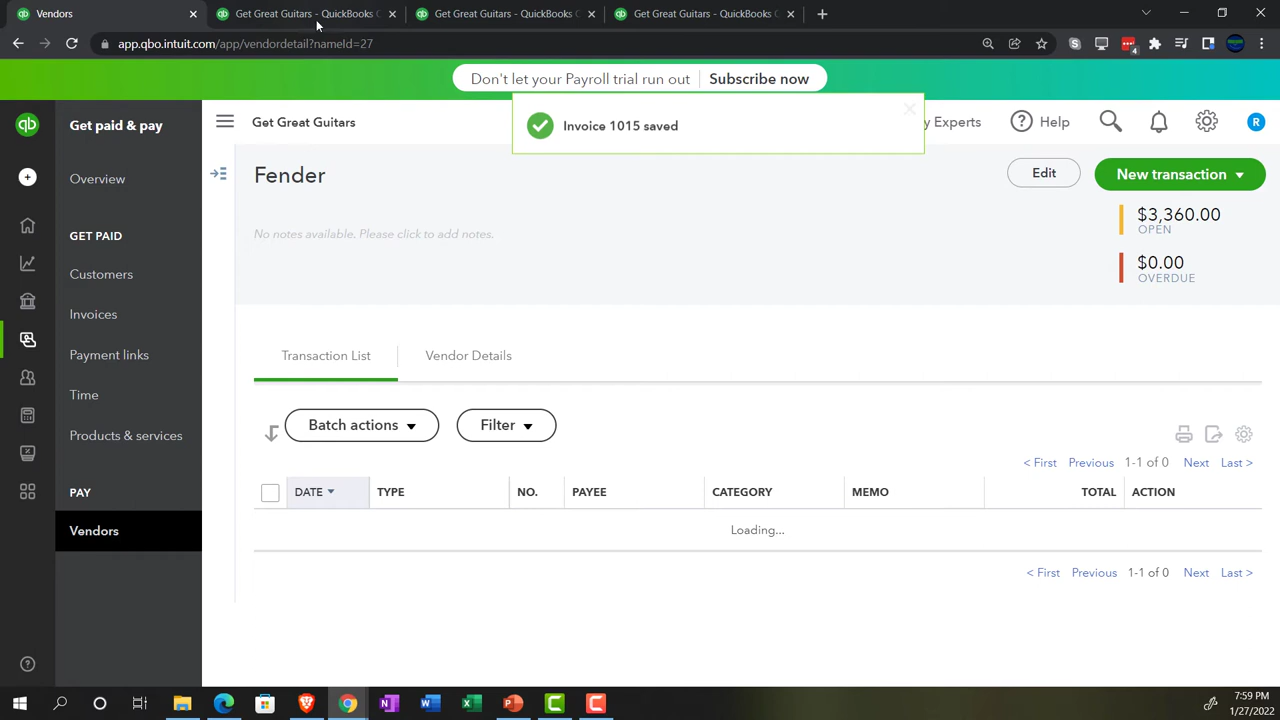 Vendors
Get Great Guitars - QuickBooks O
Get Great Guitars - QuickBooks O
Get Great Guitars - QuickBooks O
app.qbo.intuit.com/app/vendordetail?nameId=27
4
Don't let your Payroll trial run out
Subscribe now
qb
Get paid & pay
Get Great Guitars
Invoice 1015 saved
y Experts
Help
R
Overview
Fender
Edit
New transaction
$3,360.00
OPEN
No notes available. Please click to add notes.
GET PAID
$0.00
OVERDUE
Customers
Invoices
Payment links
Transaction List
Vendor Details
Time
Batch actions
Filter
Products & services
< First Previous 1-1 of 0 Next Last >
PAY
DATE TYPE NO. PAYEE CATEGORY MEMO TOTAL ACTION
Vendors
Loading...
< First Previous 1-1 of 0 Next Last >
7:59 PM
1/27/2022